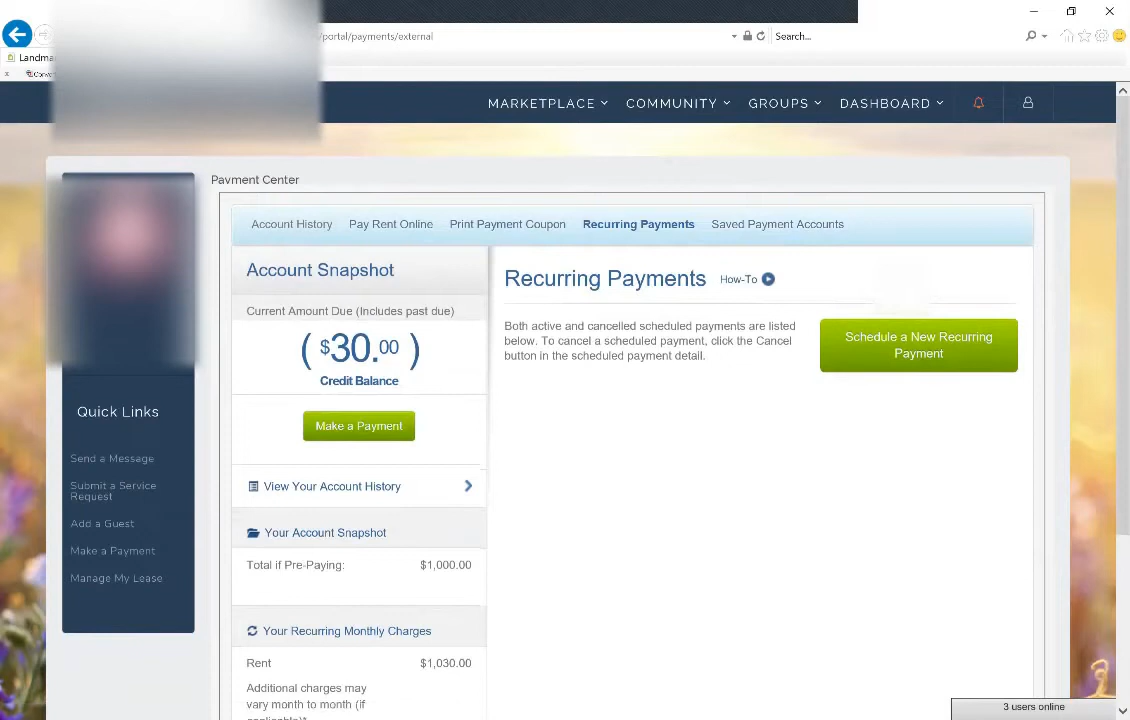 /portal/payments/external
Search...
Landma
x
Conver
MARKETPLACE
COMMUNITY
GROUPS
DASHBOARD
Payment Center
Account History
Pay Rent Online
Print Payment Coupon
Recurring Payments
Saved Payment Accounts
Account Snapshot
Current Amount Due (Includes past due)
( $30.00 )
Credit Balance
Make a Payment
View Your Account History
Your Account Snapshot
Total if Pre-Paying: $1,000.00
Your Recurring Monthly Charges
Rent $1,030.00
Additional charges may
vary month to month (if
applicable)*
Recurring Payments
How-To
Both active and cancelled scheduled payments are listed
below. To cancel a scheduled payment, click the Cancel
button in the scheduled payment detail.
Schedule a New Recurring
Payment
Quick Links
Send a Message
Submit a Service
Request
Add a Guest
Make a Payment
Manage My Lease
3 users online